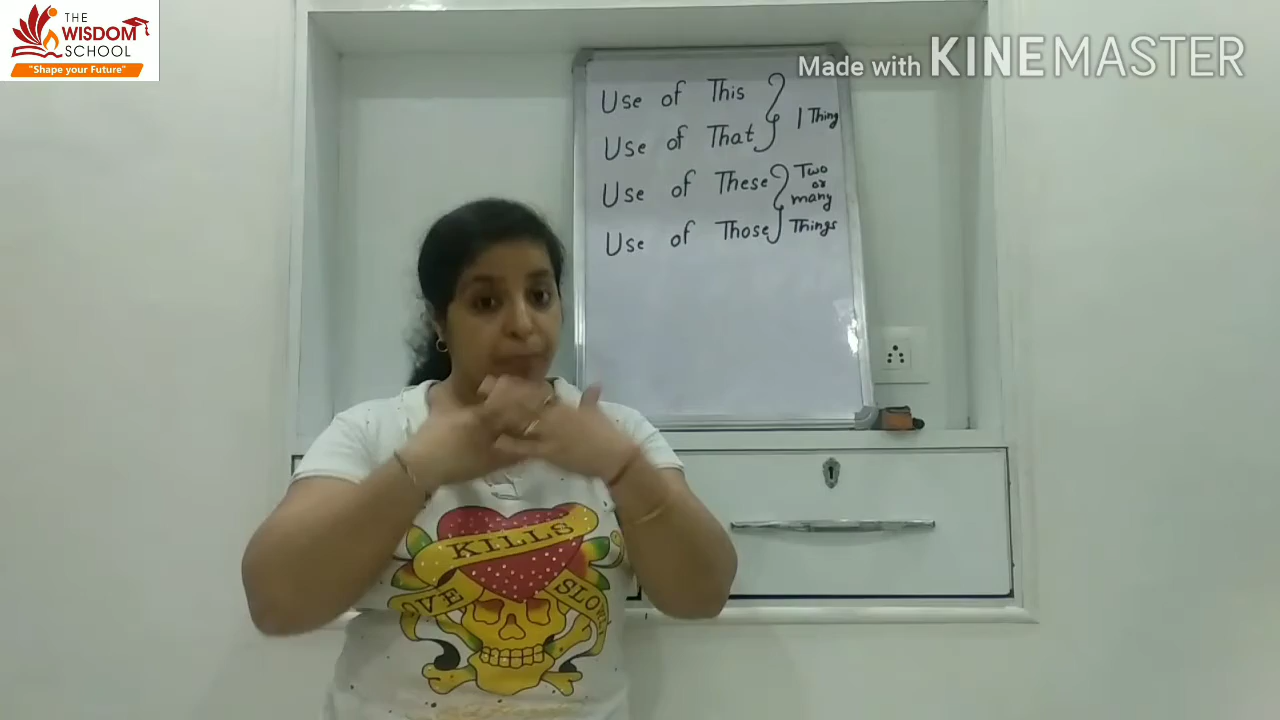 THE
WISDOM
SCHOOL
"Shape your Future"
Made with KINEMASTER
Use of This
Use of That
1 Thing
Use of These
Use of Those
Two
or
many
Things
KILLS
SLOWLY